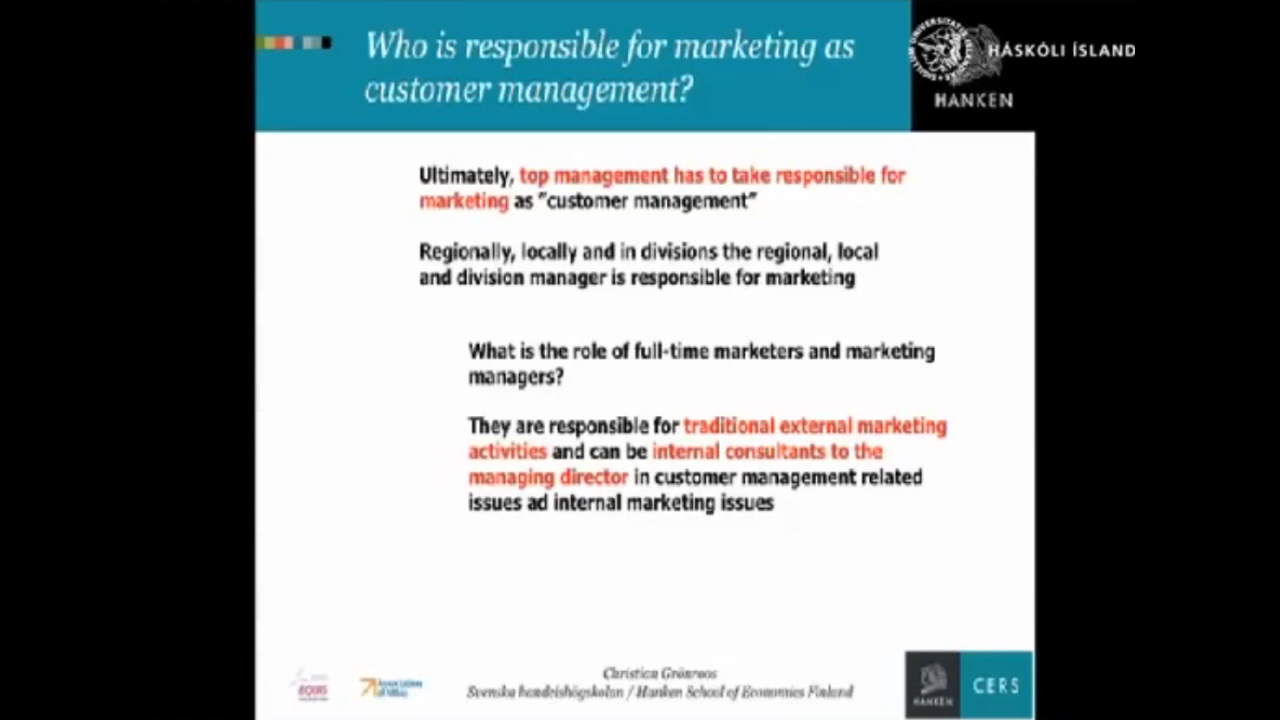 Who is responsible for marketing as
customer management?
HÁSKÓLI ÍSLAND
HANKEN
Ultimately, top management has to take responsible for
marketing as "customer management"
Regionally, locally and in divisions the regional, local
and division manager is responsible for marketing
What is the role of full-time marketers and marketing
managers?
They are responsible for traditional external marketing
activities and can be internal consultants to the
managing director in customer management related
issues ad internal marketing issues
EQUIS
Christian Grönroos
Svenska handelshögskolan / Hanken School of Economics Finland
HANKEN
CERS